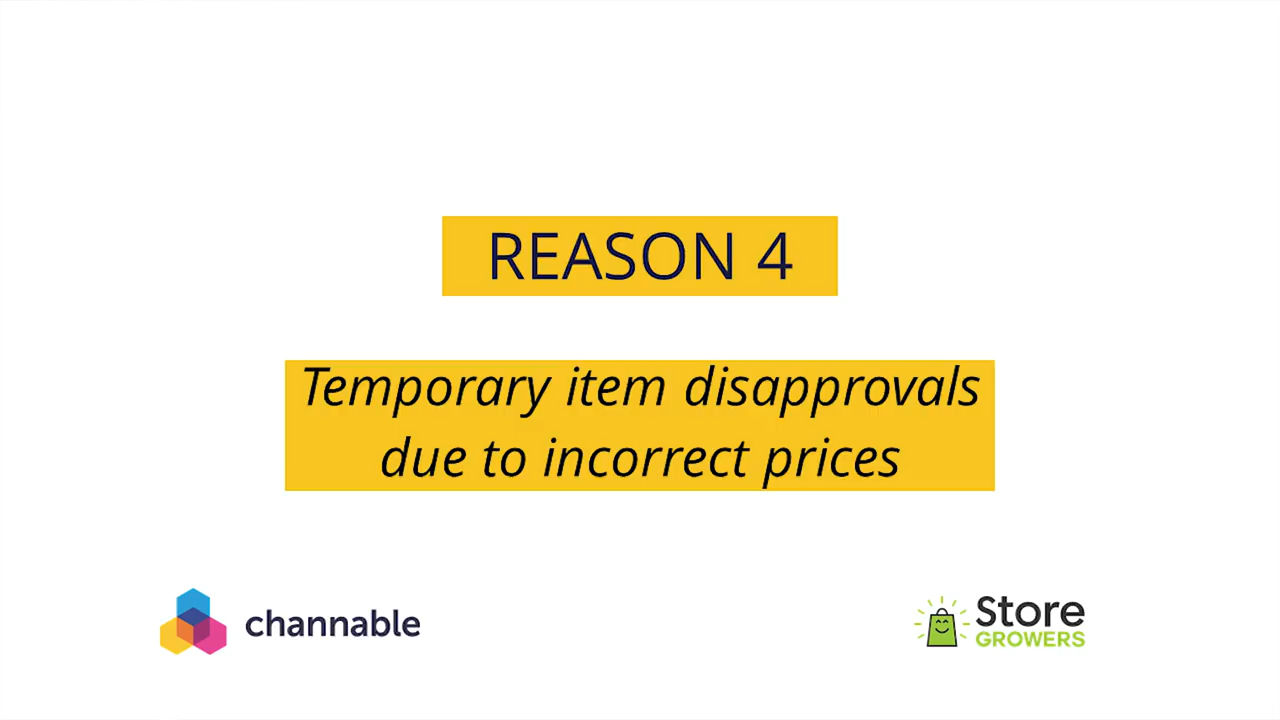 REASON 4
Temporary item disapprovals
due to incorrect prices
channable
Store
GROWERS